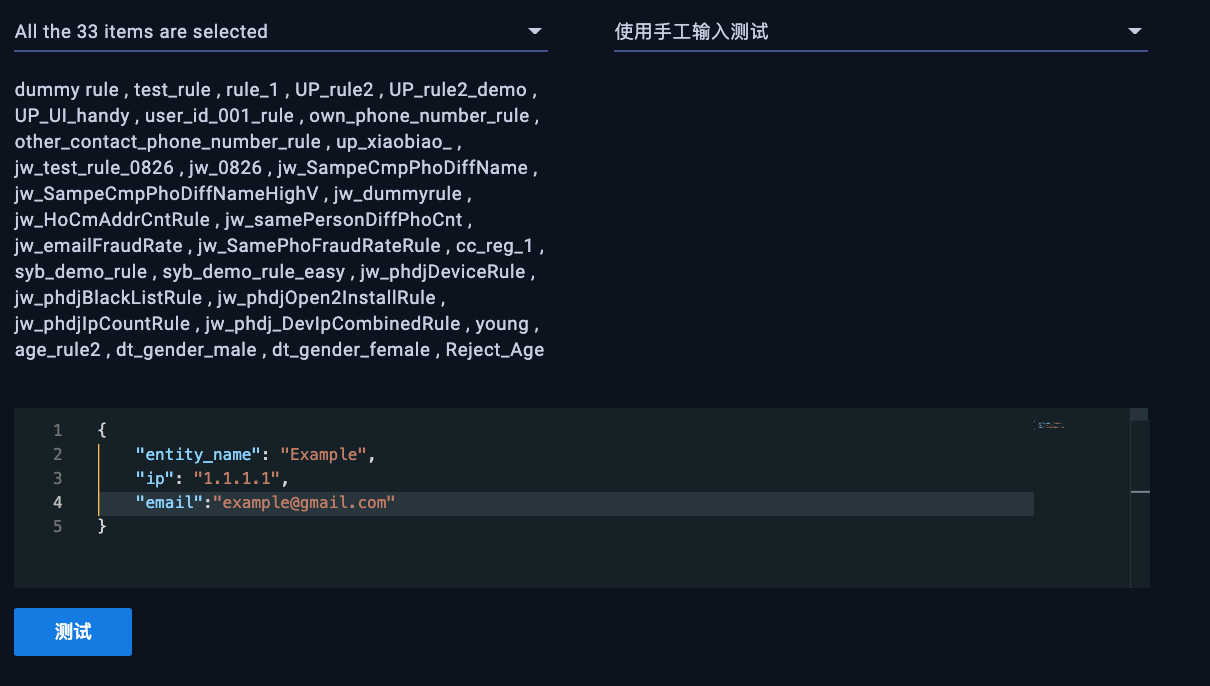 All the 33 items are selected
使用手工输入测试
dummy rule , test_rule , rule_1 , UP_rule2 , UP_rule2_demo ,
UP_UI_handy , user_id_001_rule , own_phone_number_rule ,
other_contact_phone_number_rule , up_xiaobiao_ ,
jw_test_rule_0826 , jw_0826 , jw_SampeCmpPhoDiffName ,
jw_SampeCmpPhoDiffNameHighV , jw_dummyrule ,
jw_HoCmAddrCntRule , jw_samePersonDiffPhoCnt ,
jw_emailFraudRate , jw_SamePhoFraudRateRule , cc_reg_1 ,
syb_demo_rule , syb_demo_rule_easy , jw_phdjDeviceRule ,
jw_phdjBlackListRule , jw_phdjOpen2InstallRule ,
jw_phdjIpCountRule , jw_phdj_DevIpCombinedRule , young ,
age_rule2 , dt_gender_male , dt_gender_female , Reject_Age
1 {
2 "entity_name": "Example",
3 "ip": "1.1.1.1",
4 "email":"example@gmail.com"
5 }
测试